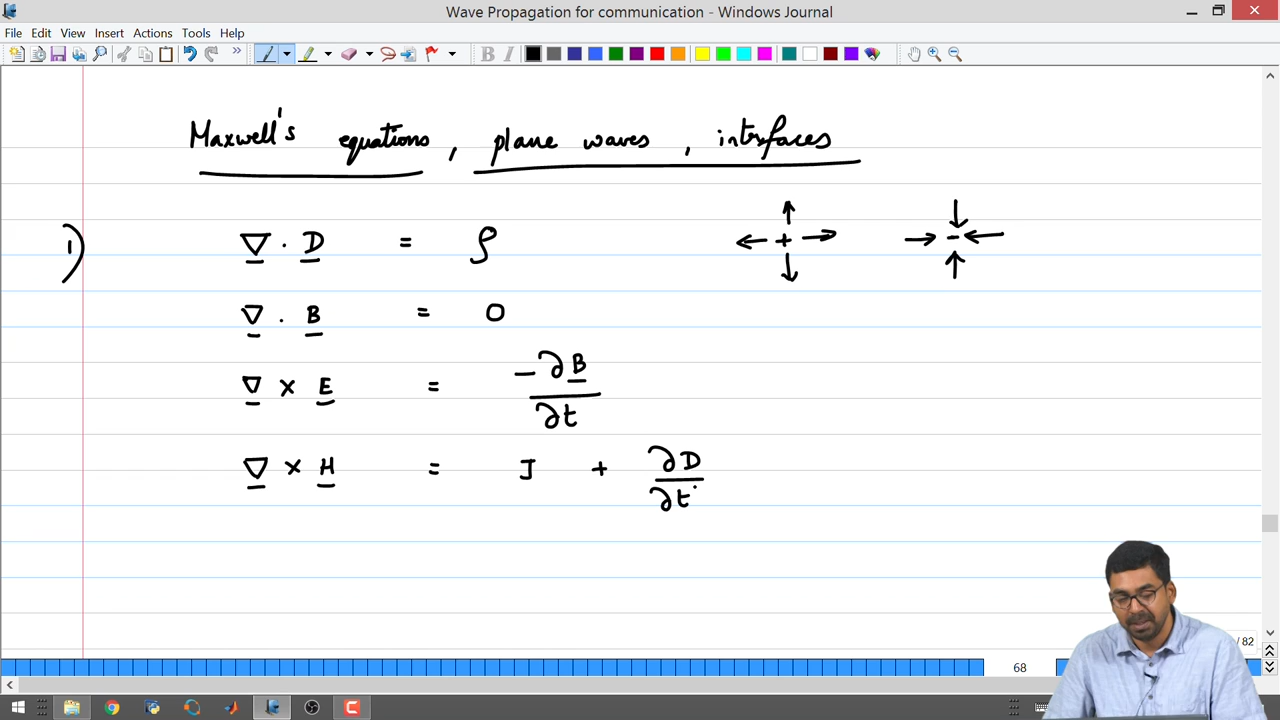 Wave Propagation for communication - Windows Journal
File Edit View Insert Actions Tools Help
Maxwell's equations, plane waves, interfaces
1) ∇ · D = ρ
∇ · B = 0
∇ × E = -∂B/∂t
∇ × H = J + ∂D/∂t
+ -
/ 82
68